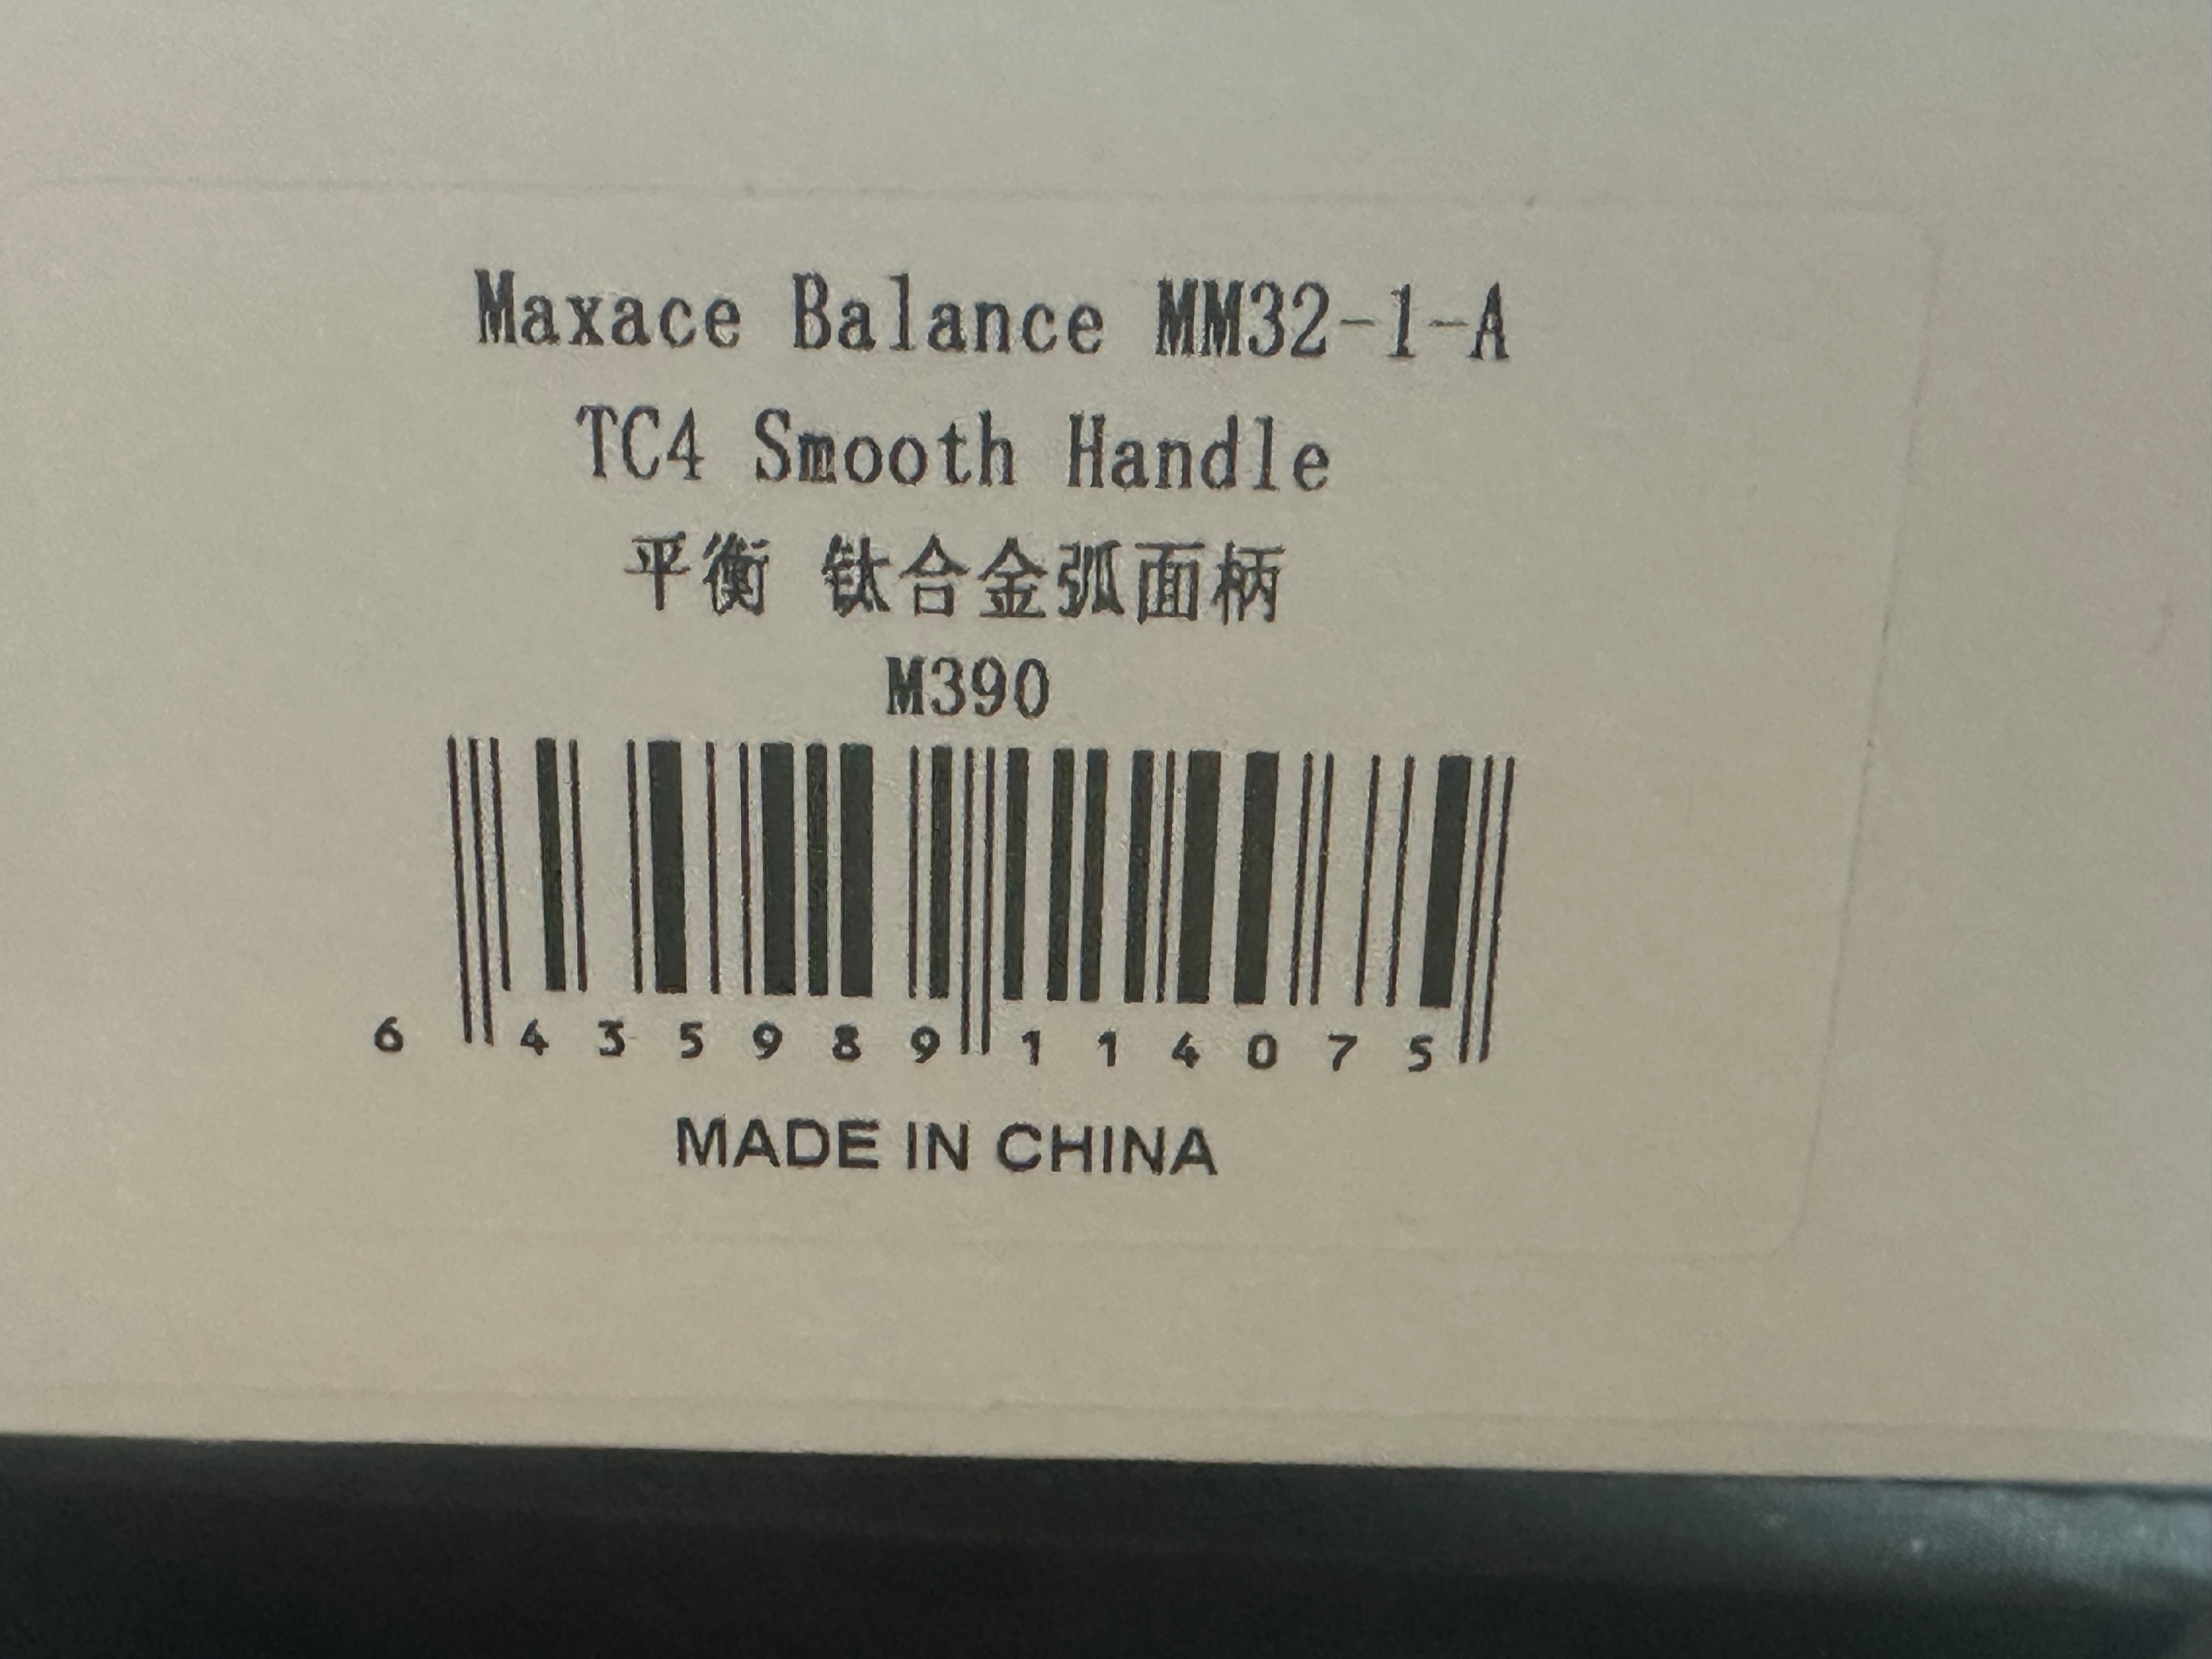 Maxace Balance MM32-1-A
TC4 Smooth Handle
平衡 钛合金弧面柄
M390
6 435989 114075
MADE IN CHINA